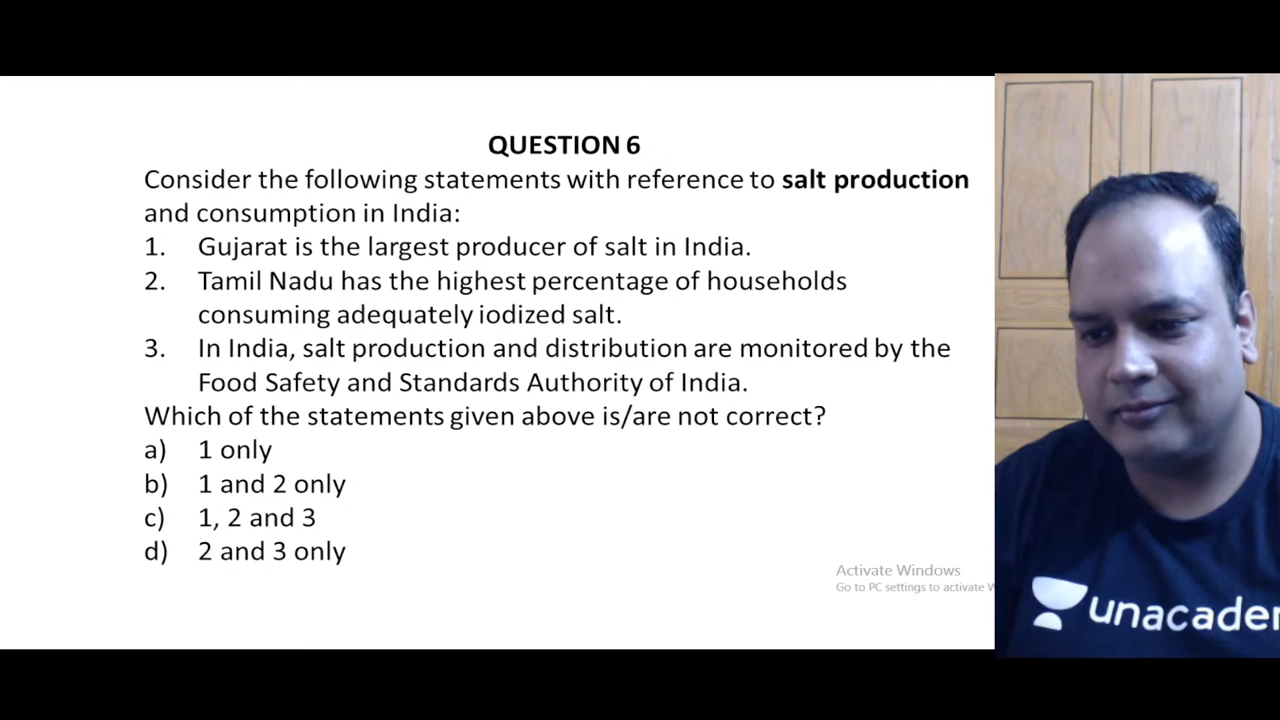 QUESTION 6
Consider the following statements with reference to salt production
and consumption in India:
1. Gujarat is the largest producer of salt in India.
2. Tamil Nadu has the highest percentage of households
consuming adequately iodized salt.
3. In India, salt production and distribution are monitored by the
Food Safety and Standards Authority of India.
Which of the statements given above is/are not correct?
a) 1 only
b) 1 and 2 only
c) 1, 2 and 3
d) 2 and 3 only
Activate Windows
Go to PC settings to activate W
unacadem